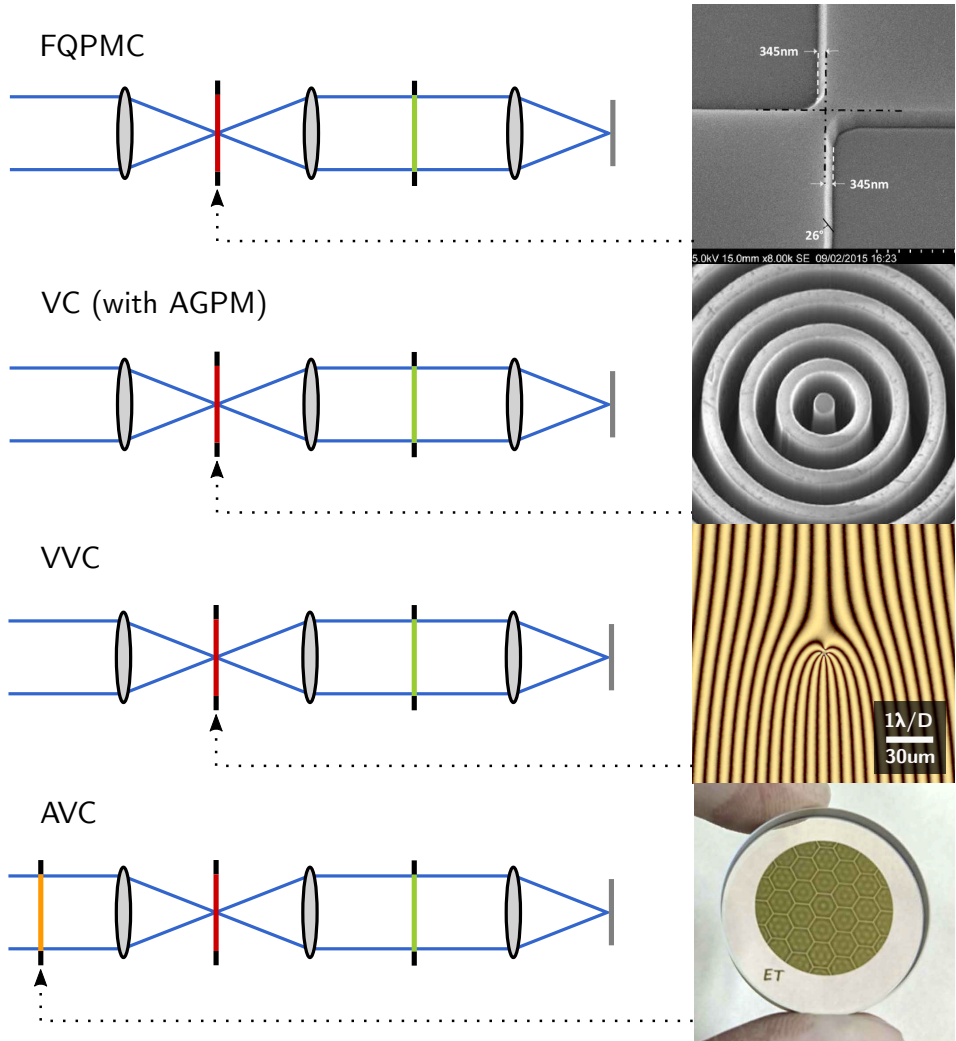 FQPMC
345nm
345nm
26°
5.0kV 15.0mm x8.00k SE 09/02/2015 16:23
VC (with AGPM)
VVC
1λ/D
30um
AVC
ET